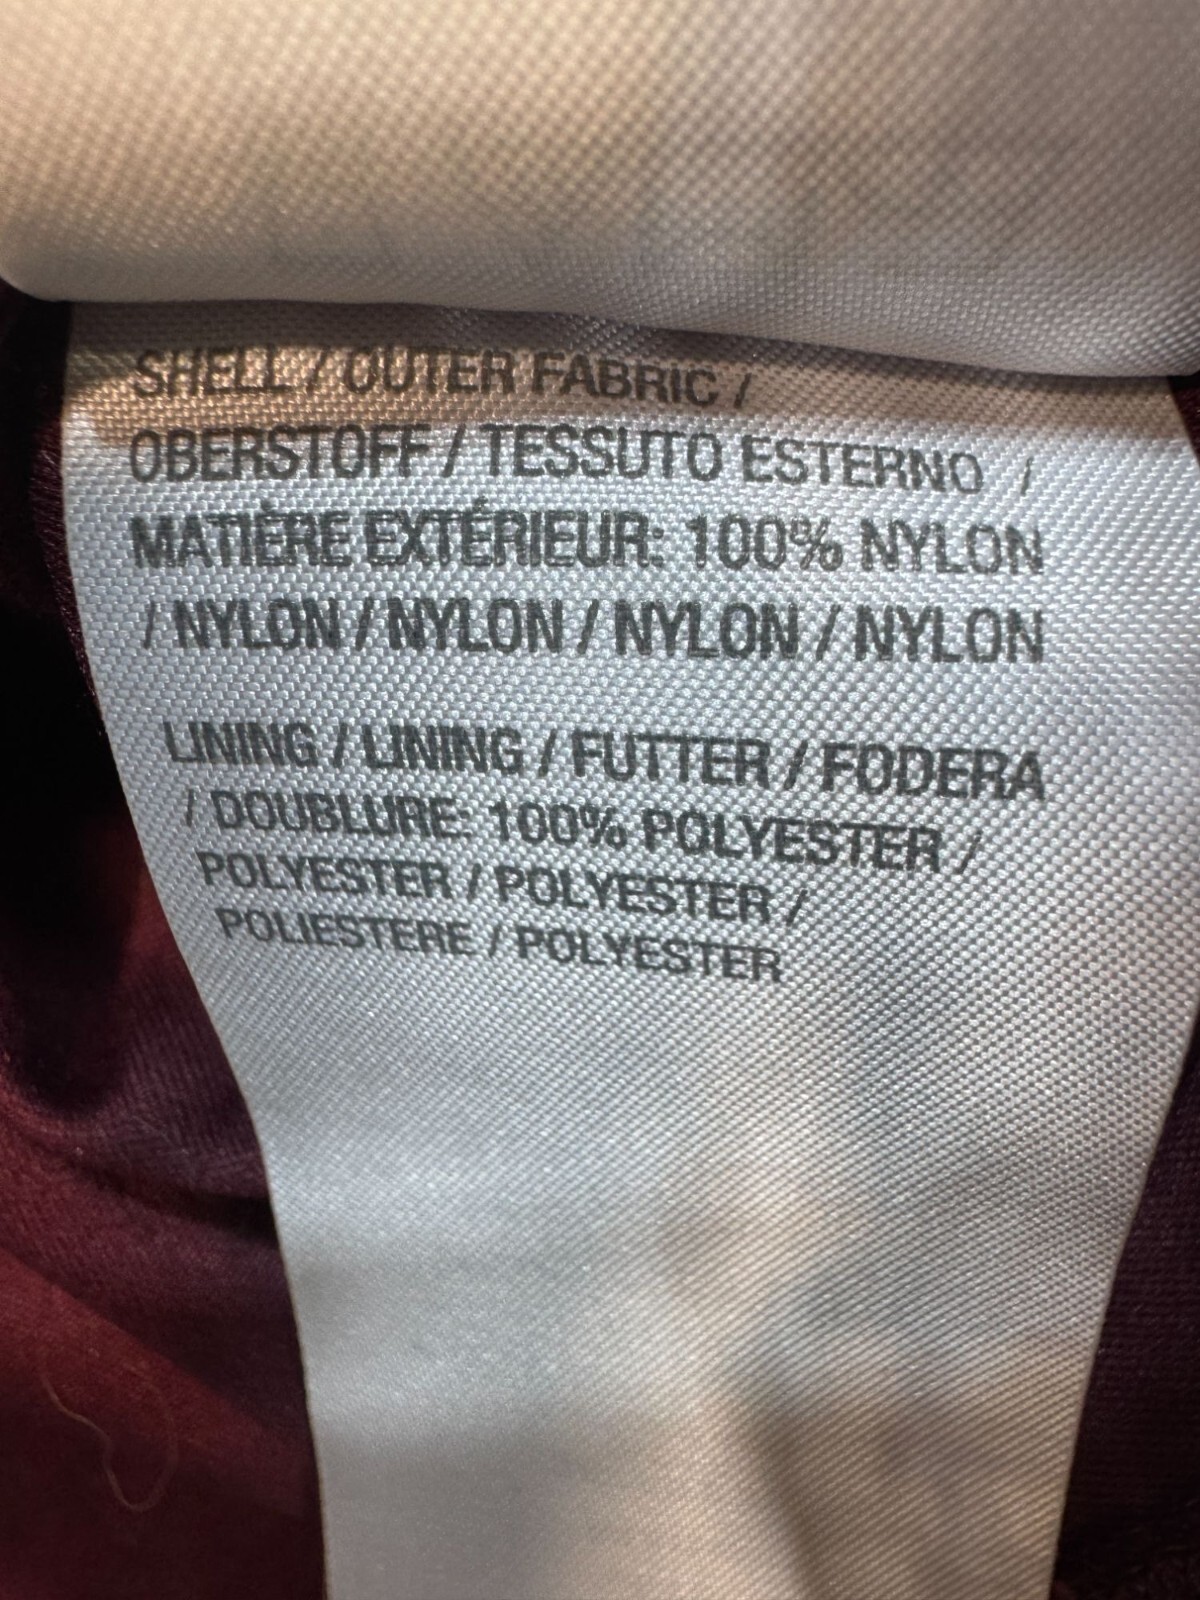 SHELL / OUTER FABRIC /
OBERSTOFF / TESSUTO ESTERNO /
MATIÈRE EXTÉRIEUR: 100% NYLON
/ NYLON / NYLON / NYLON / NYLON
LINING / LINING / FUTTER / FODERA
/ DOUBLURE: 100% POLYESTER /
POLYESTER / POLYESTER /
POLIESTERE / POLYESTER